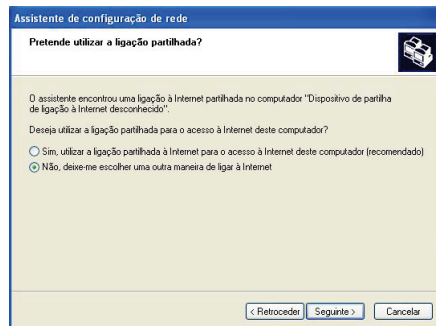 Assistente de configuração de rede
Pretende utilizar a ligação partilhada?
O assistente encontrou uma ligação à Internet partilhada no computador "Dispositivo de partilha
de ligação à Internet desconhecido".
Deseja utilizar a ligação partilhada para o acesso à Internet deste computador?
Sim, utilizar a ligação partilhada à Internet para o acesso à Internet deste computador (recomendado)
Não, deixe-me escolher uma outra maneira de ligar à Internet
< Retroceder Seguinte > Cancelar